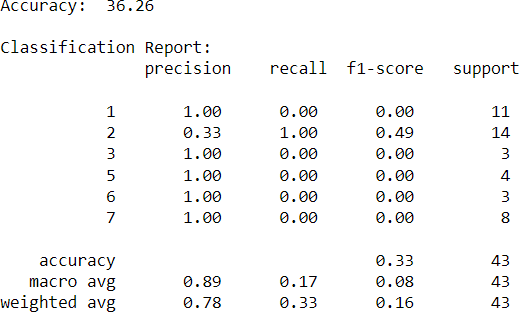 Accuracy:  36.26
Classification Report:
precision recall f1-score support
1 1.00 0.00 0.00 11
2 0.33 1.00 0.49 14
3 1.00 0.00 0.00 3
5 1.00 0.00 0.00 4
6 1.00 0.00 0.00 3
7 1.00 0.00 0.00 8
accuracy 0.33 43
macro avg 0.89 0.17 0.08 43
weighted avg 0.78 0.33 0.16 43